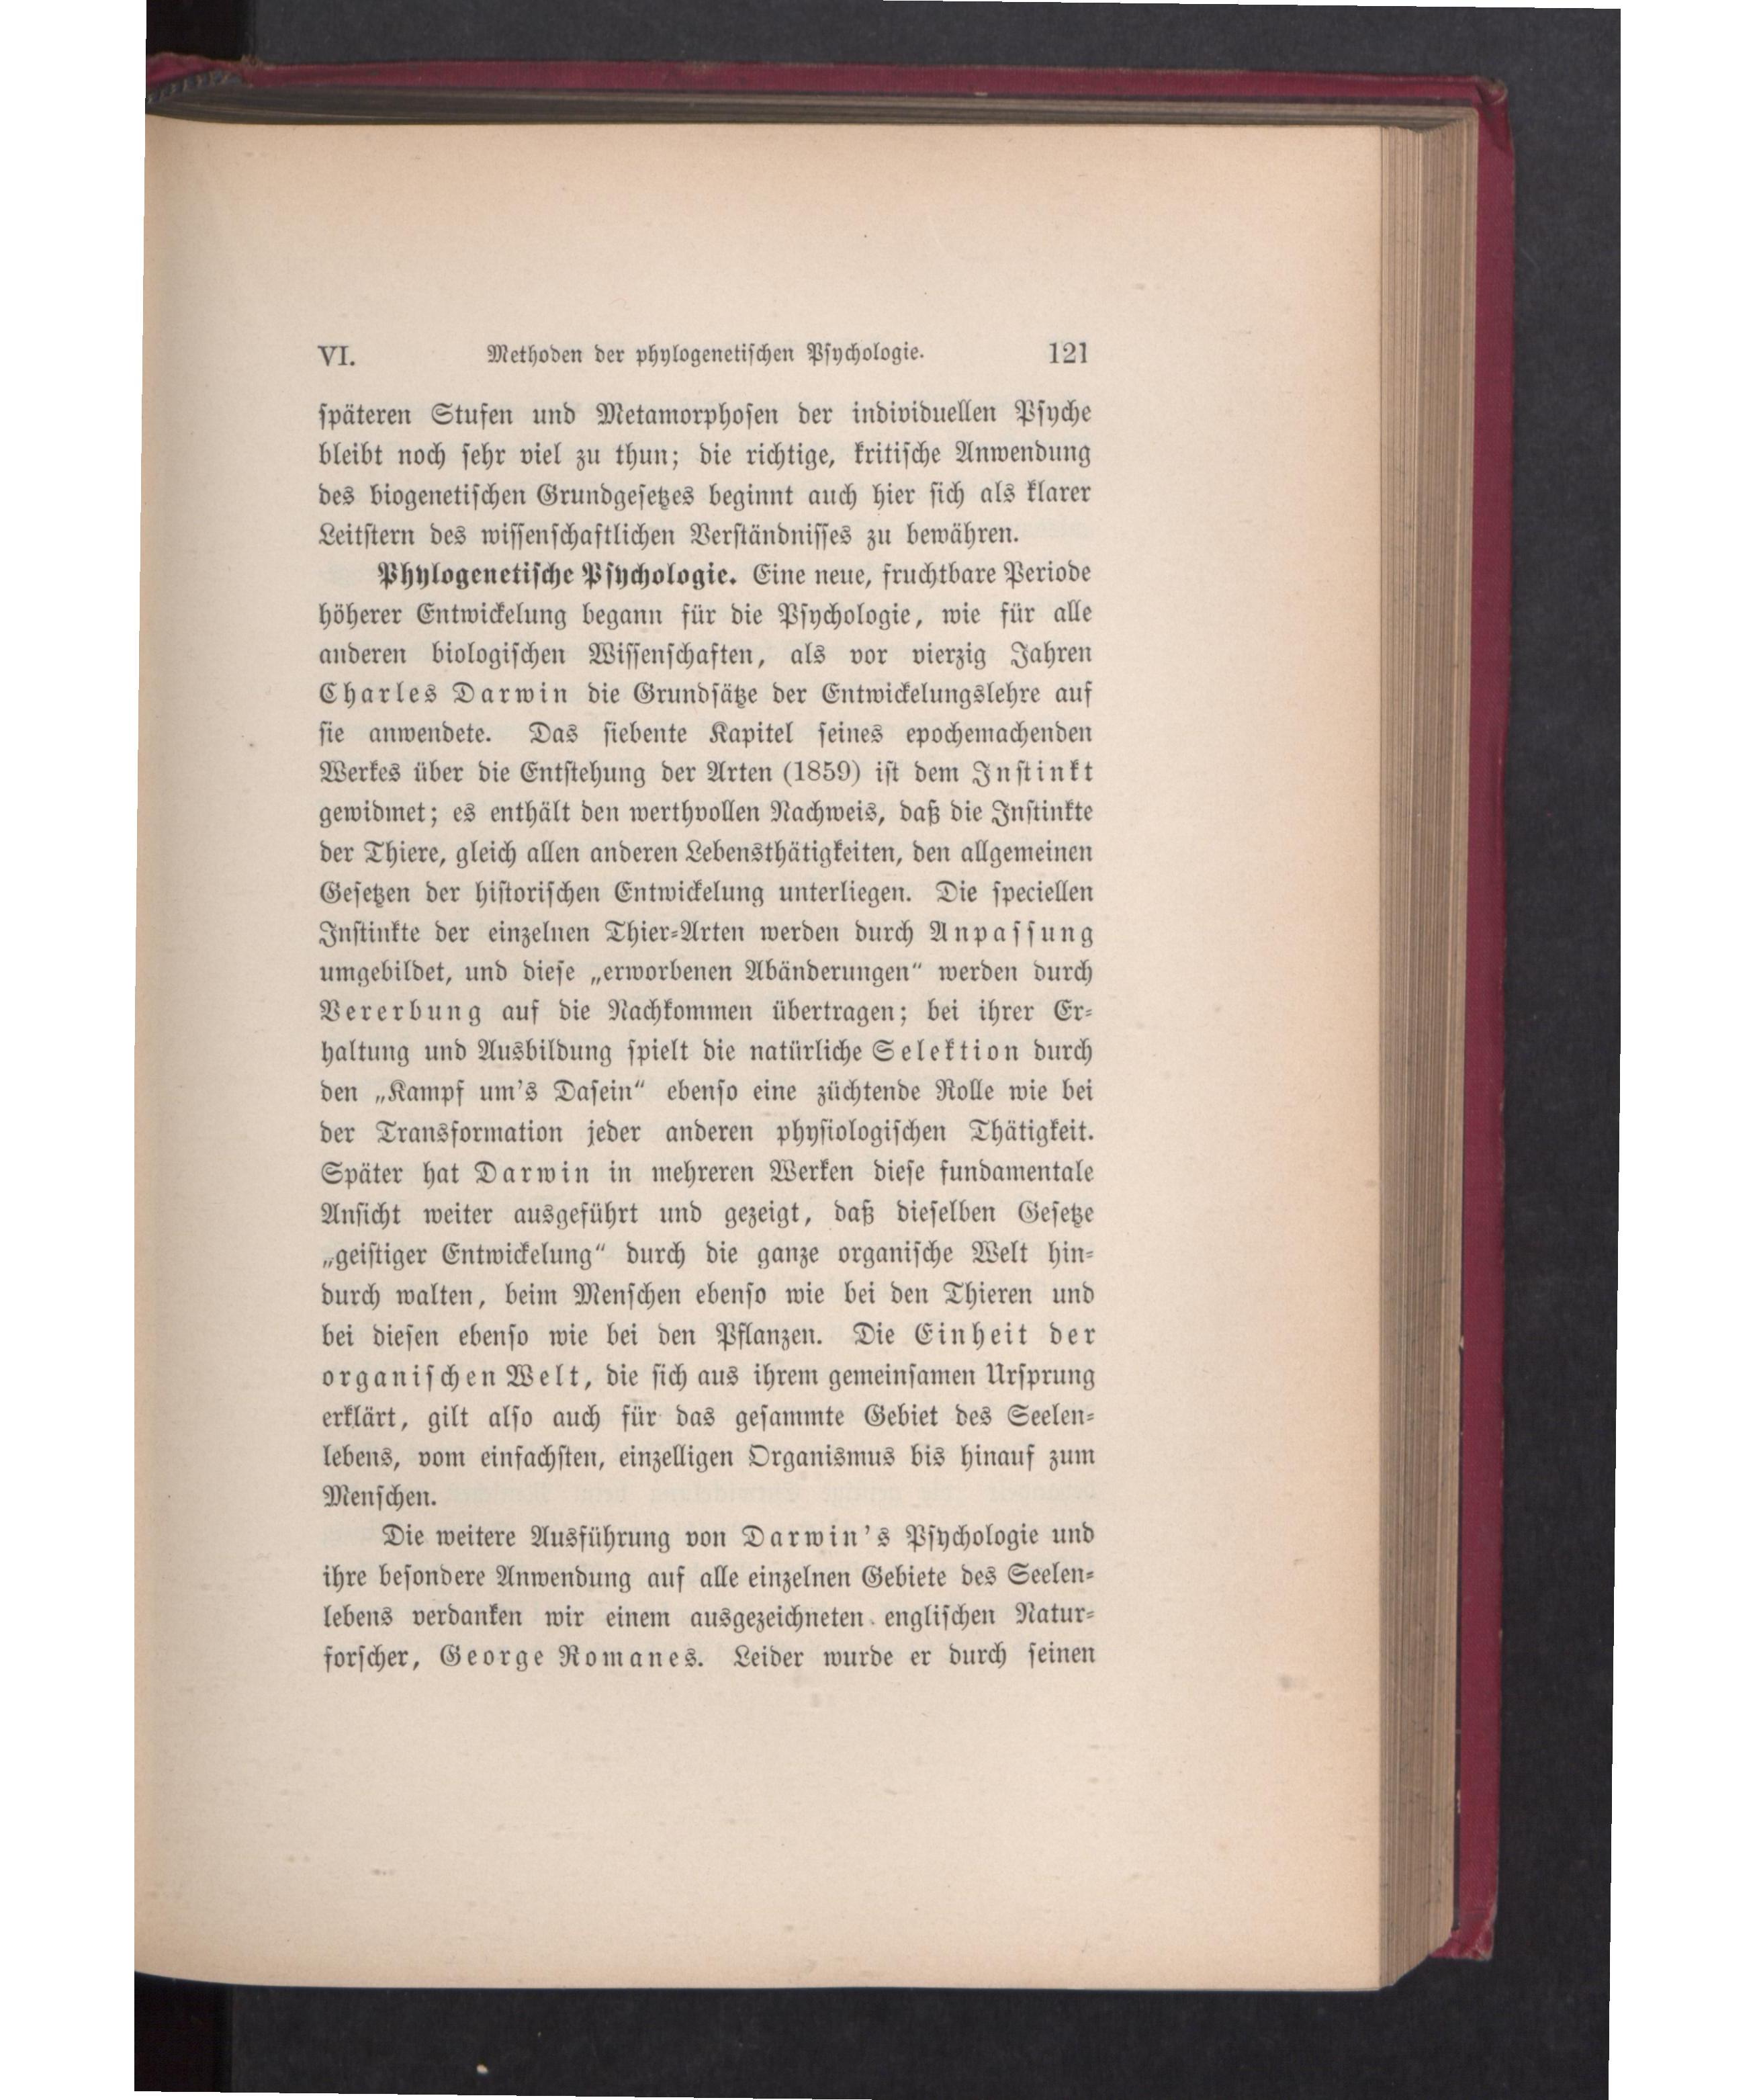 VI. Methoden der phylogenetischen Psychologie. 121
späteren Stufen und Metamorphosen der individuellen Psyche
bleibt noch sehr viel zu thun; die richtige, kritische Anwendung
des biogenetischen Grundgesetzes beginnt auch hier sich als klarer
Leitstern des wissenschaftlichen Verständnisses zu bewähren.
Phylogenetische Psychologie. Eine neue, fruchtbare Periode
höherer Entwickelung begann für die Psychologie, wie für alle
anderen biologischen Wissenschaften, als vor vierzig Jahren
Charles Darwin die Grundsätze der Entwickelungslehre auf
sie anwendete. Das siebente Kapitel seines epochemachenden
Werkes über die Entstehung der Arten (1859) ist dem Instinkt
gewidmet; es enthält den werthvollen Nachweis, daß die Instinkte
der Thiere, gleich allen anderen Lebensthätigkeiten, den allgemeinen
Gesetzen der historischen Entwickelung unterliegen. Die speciellen
Instinkte der einzelnen Thier-Arten werden durch Anpassung
umgebildet, und diese „erworbenen Abänderungen“ werden durch
Vererbung auf die Nachkommen übertragen; bei ihrer Er-
haltung und Ausbildung spielt die natürliche Selektion durch
den „Kampf um's Dasein“ ebenso eine züchtende Rolle wie bei
der Transformation jeder anderen physiologischen Thätigkeit.
Später hat Darwin in mehreren Werken diese fundamentale
Ansicht weiter ausgeführt und gezeigt, daß dieselben Gesetze
„geistiger Entwickelung“ durch die ganze organische Welt hin-
durch walten, beim Menschen ebenso wie bei den Thieren und
bei diesen ebenso wie bei den Pflanzen. Die Einheit der
organischen Welt, die sich aus ihrem gemeinsamen Ursprung
erklärt, gilt also auch für das gesammte Gebiet des Seelen-
lebens, vom einfachsten, einzelligen Organismus bis hinauf zum
Menschen.
Die weitere Ausführung von Darwin's Psychologie und
ihre besondere Anwendung auf alle einzelnen Gebiete des Seelen-
lebens verdanken wir einem ausgezeichneten englischen Natur-
forscher, George Romanes. Leider wurde er durch seinen